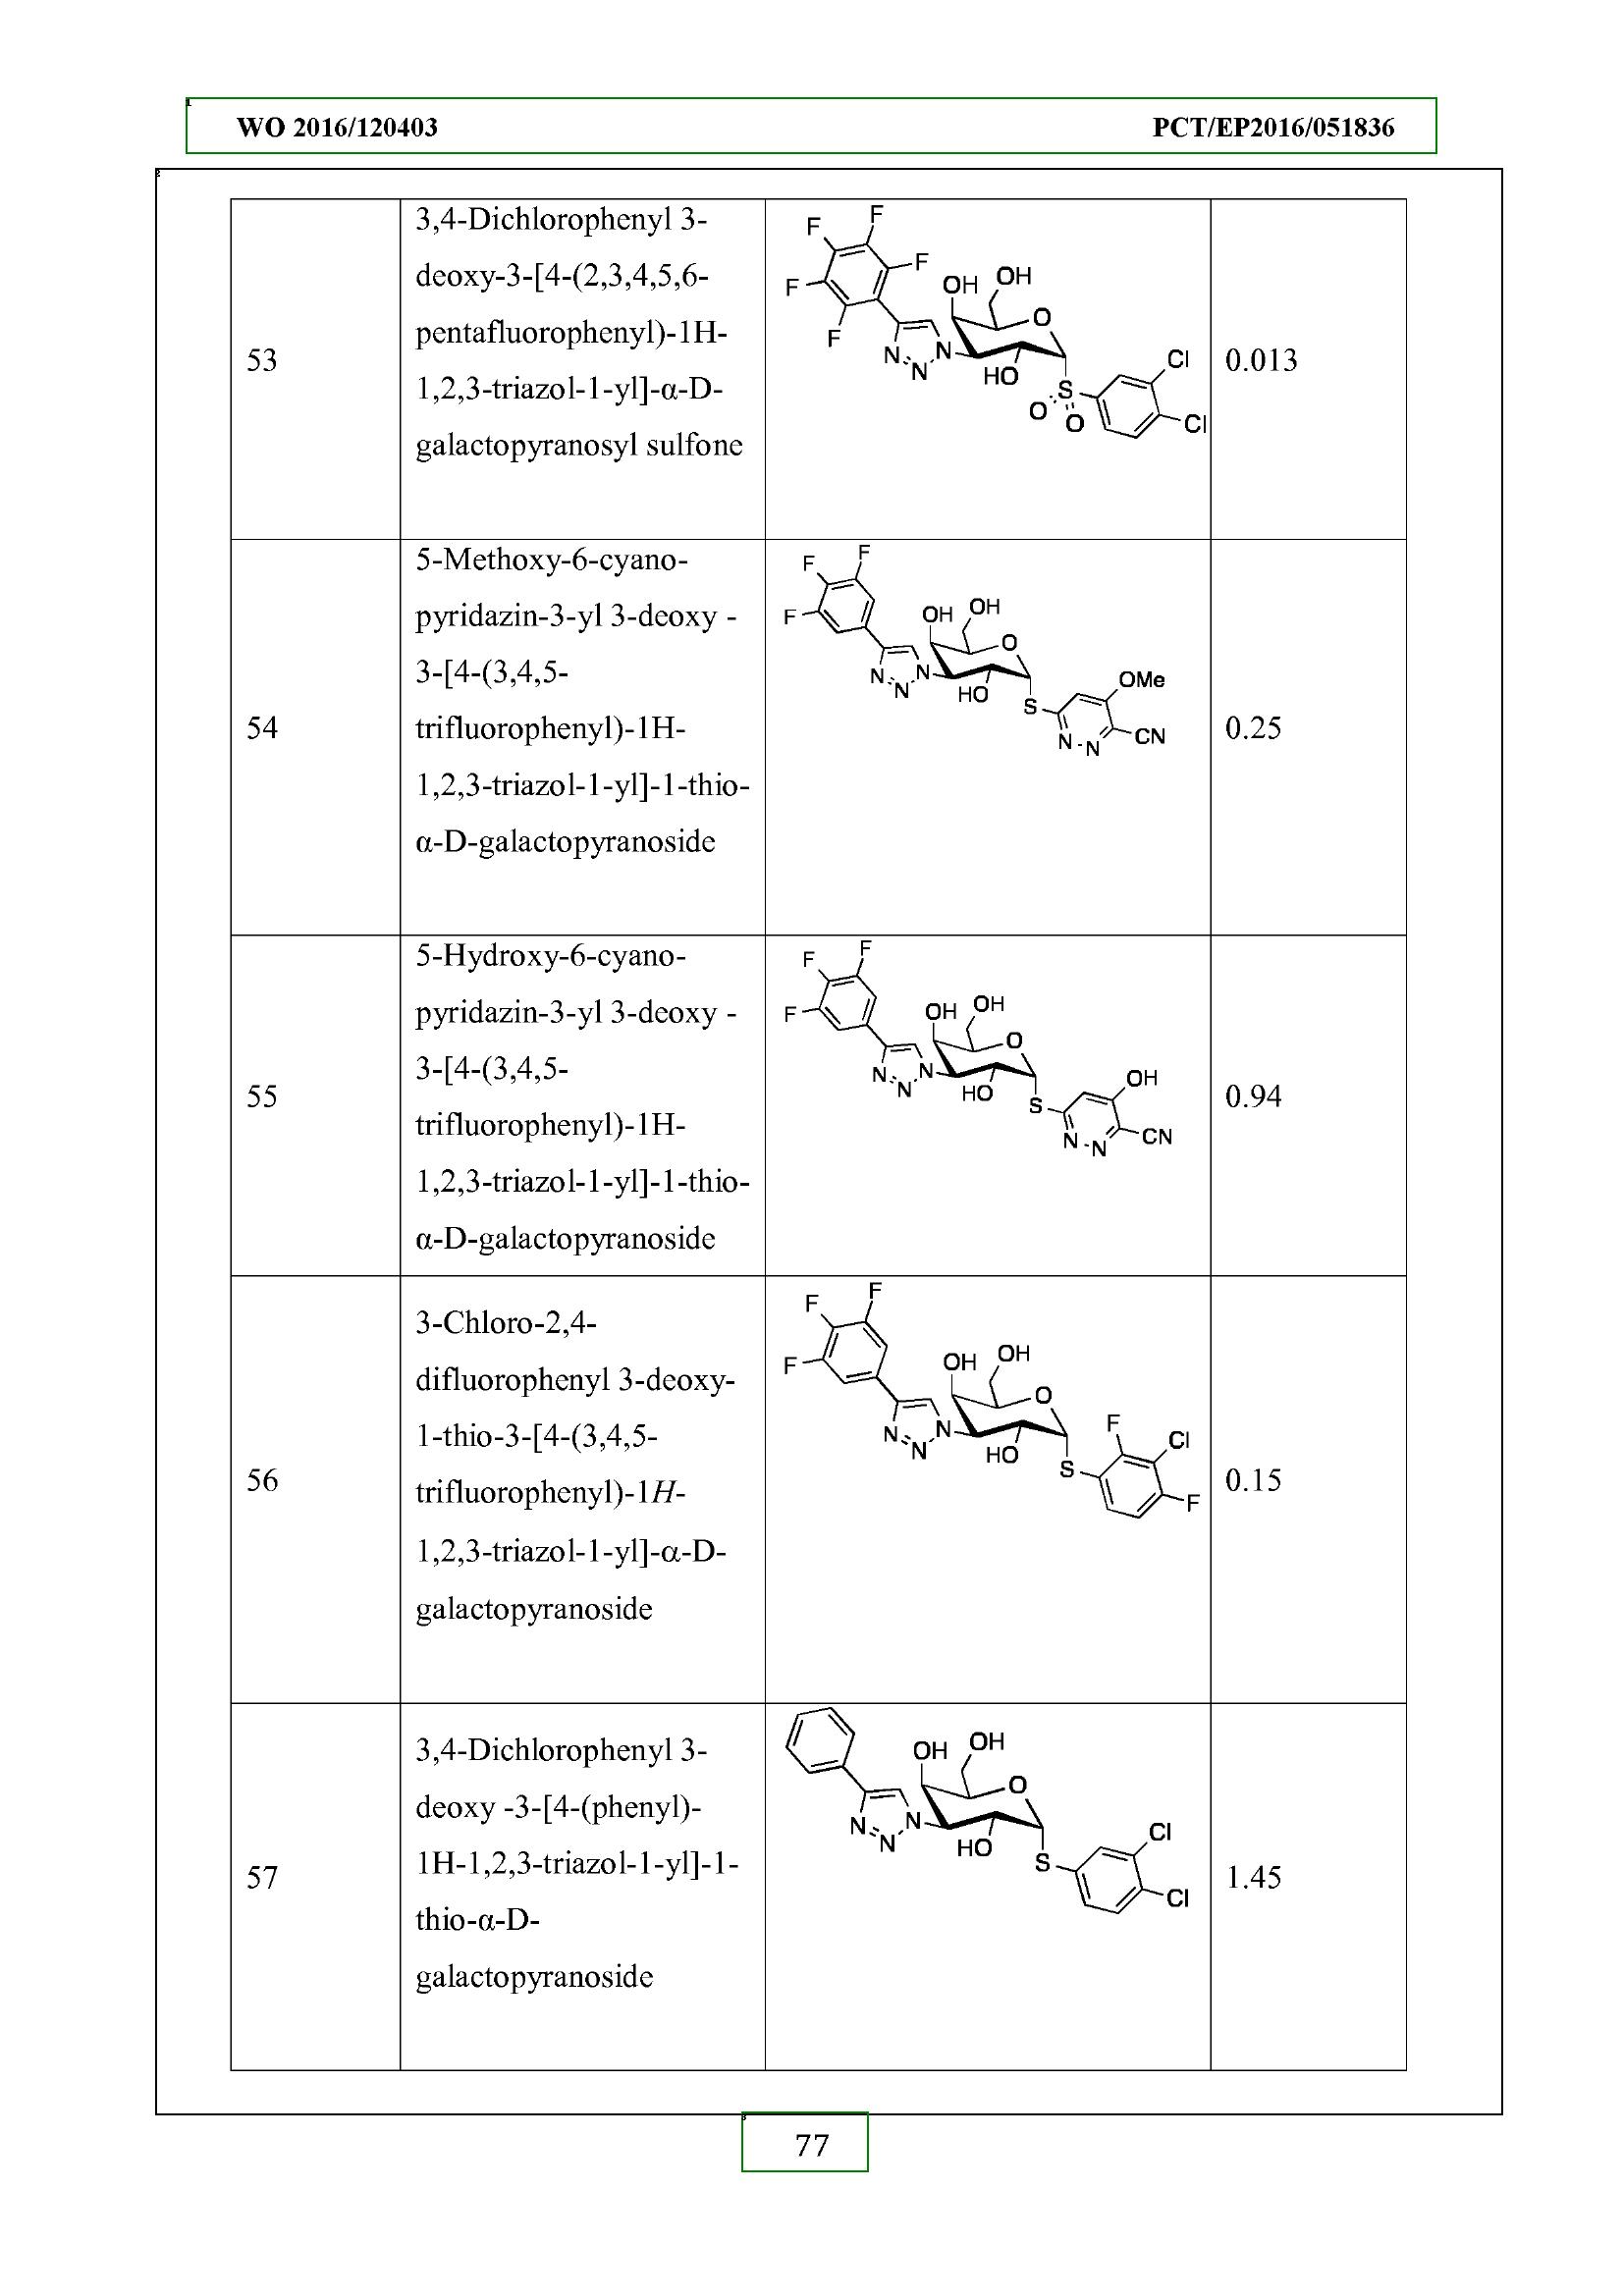 WO 2016/120403 PCT/EP2016/051836
53
3,4-Dichlorophenyl 3-
deoxy-3-[4-(2,3,4,5,6-
pentafluorophenyl)-1H-
1,2,3-triazol-1-yl]-α-D-
galactopyranosyl sulfone
F
F
F
F
F
OH
OH
O
N
N
N
HO
S
O
O
Cl
Cl
0.013
54
5-Methoxy-6-cyano-
pyridazin-3-yl 3-deoxy -
3-[4-(3,4,5-
trifluorophenyl)-1H-
1,2,3-triazol-1-yl]-1-thio-
α-D-galactopyranoside
F
F
F
OH
OH
O
N
N
N
HO
S
OMe
N
N
CN
0.25
55
5-Hydroxy-6-cyano-
pyridazin-3-yl 3-deoxy -
3-[4-(3,4,5-
trifluorophenyl)-1H-
1,2,3-triazol-1-yl]-1-thio-
α-D-galactopyranoside
F
F
F
OH
OH
O
N
N
N
HO
S
OH
N
N
CN
0.94
56
3-Chloro-2,4-
difluorophenyl 3-deoxy-
1-thio-3-[4-(3,4,5-
trifluorophenyl)-1H-
1,2,3-triazol-1-yl]-α-D-
galactopyranoside
F
F
F
OH
OH
O
N
N
N
HO
S
F
Cl
F
0.15
57
3,4-Dichlorophenyl 3-
deoxy -3-[4-(phenyl)-
1H-1,2,3-triazol-1-yl]-1-
thio-α-D-
galactopyranoside
OH
OH
O
N
N
N
HO
S
Cl
Cl
1.45
77